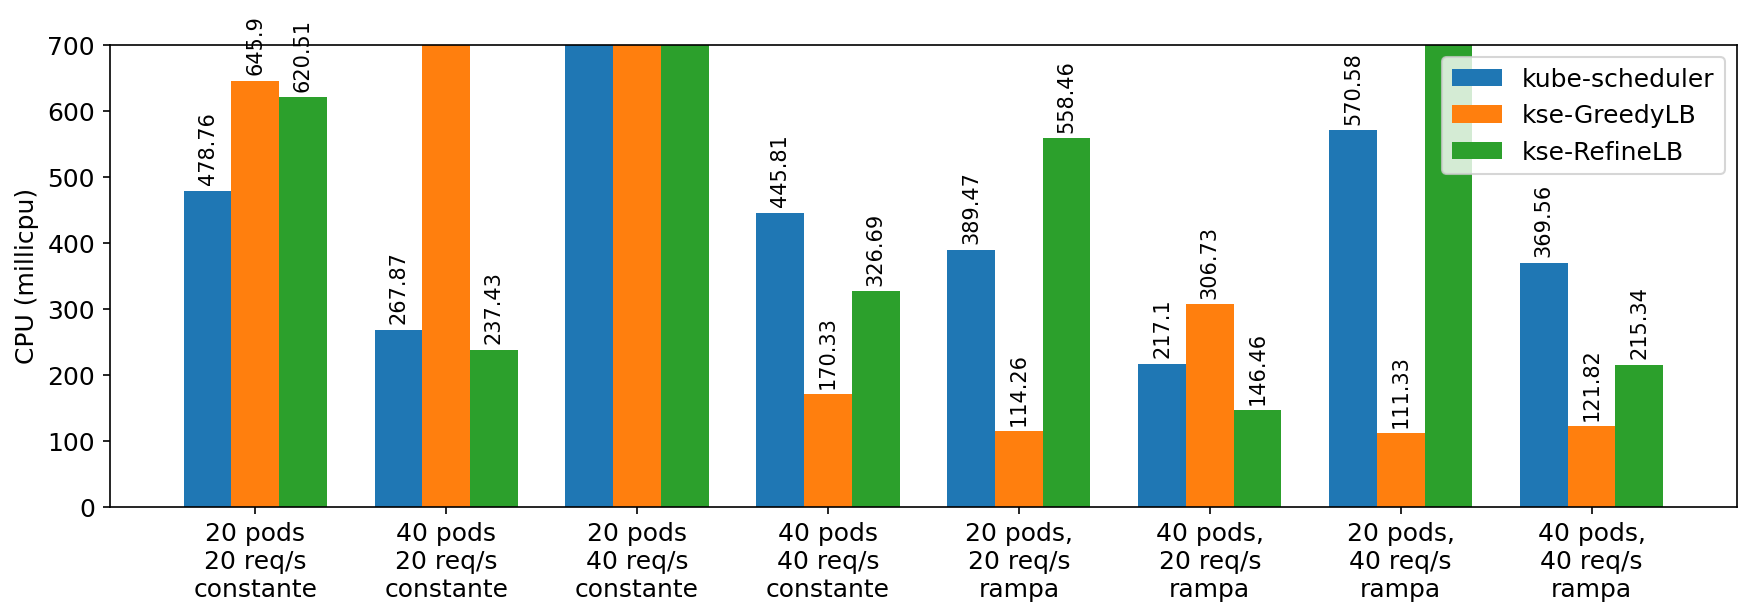 CPU (millicpu)
700
600
500
400
300
200
100
0
478.76
645.9
620.51
267.87
237.43
445.81
170.33
326.69
389.47
114.26
558.46
217.1
306.73
146.46
570.58
111.33
369.56
121.82
215.34
kube-scheduler
kse-GreedyLB
kse-RefineLB
20 pods
20 req/s
constante
40 pods
20 req/s
constante
20 pods
40 req/s
constante
40 pods
40 req/s
constante
20 pods,
20 req/s
rampa
40 pods,
20 req/s
rampa
20 pods,
40 req/s
rampa
40 pods,
40 req/s
rampa